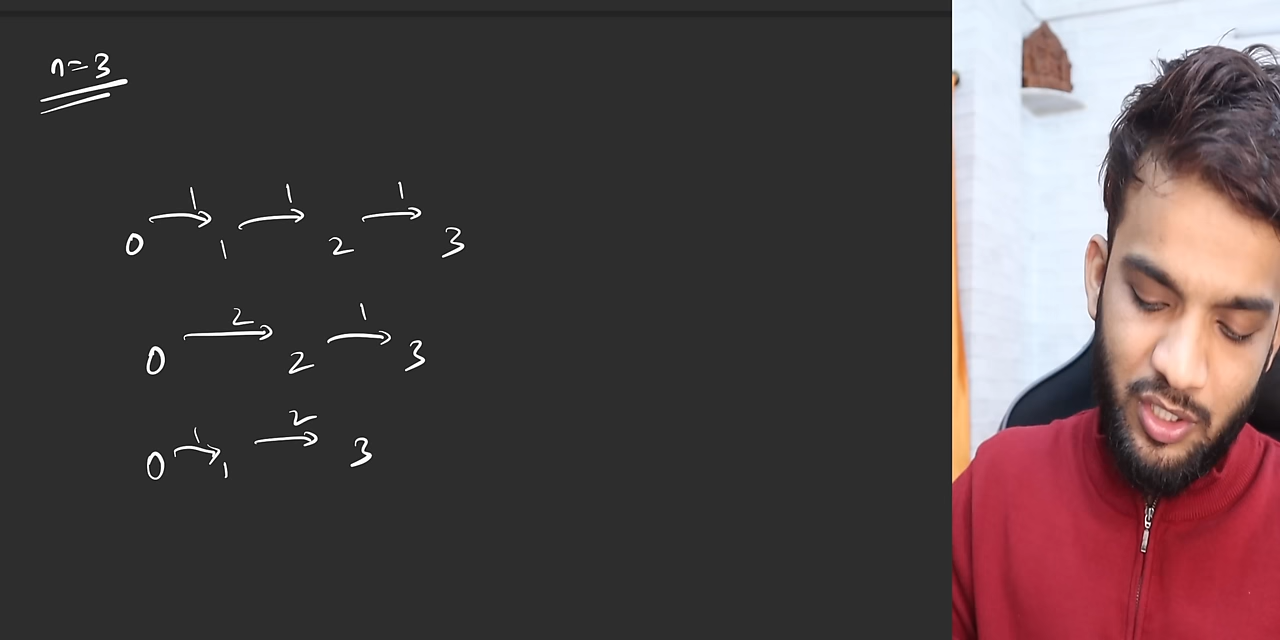 n=3
1 1 1
0 1 2 3
2 1
0 2 3
1 2
0 1 3